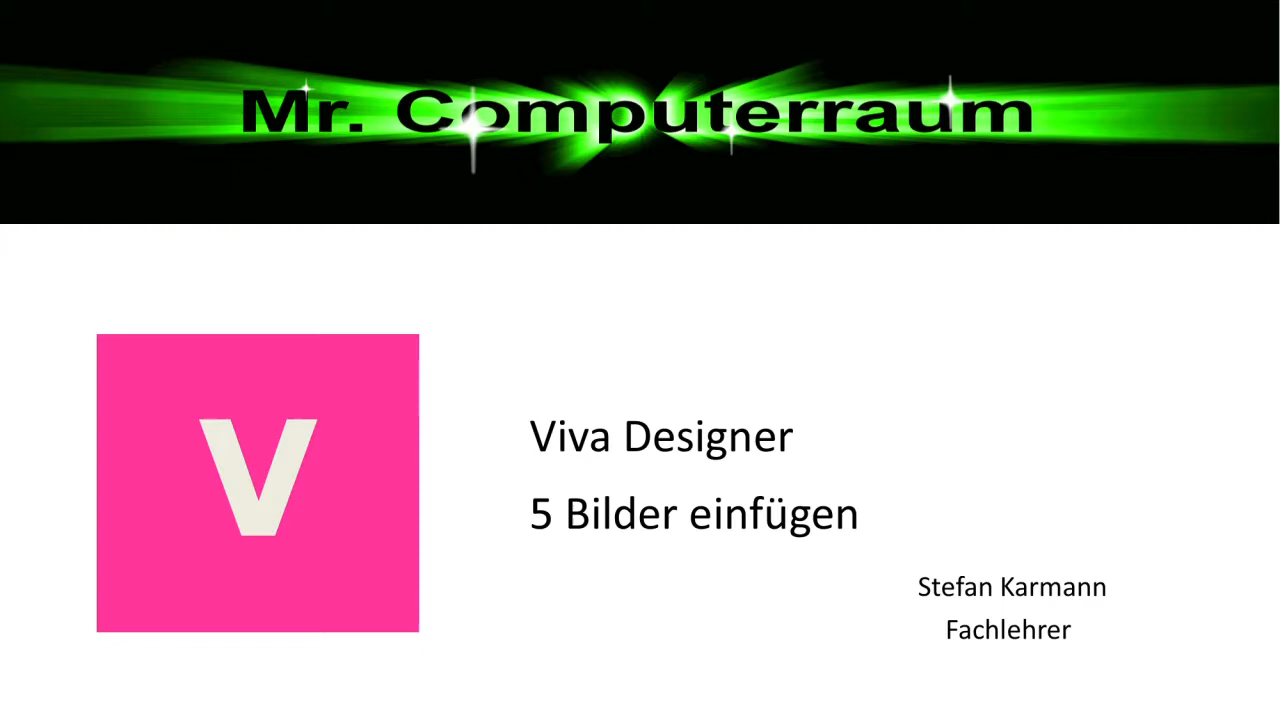 Mr. Computerraum
V
Viva Designer
5 Bilder einfügen
Stefan Karmann
Fachlehrer